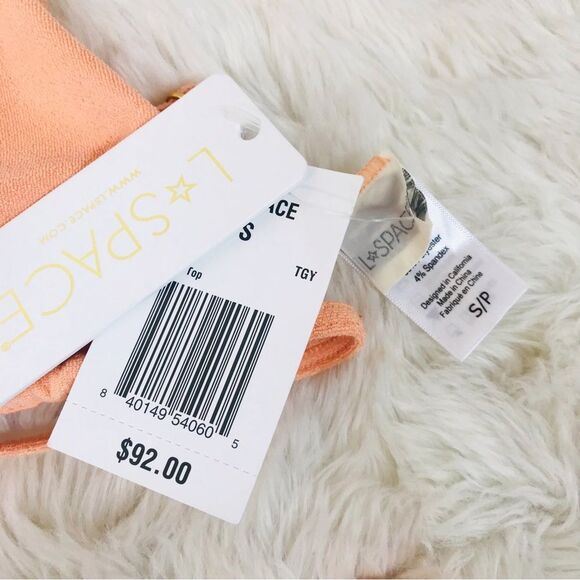 L☆SPACE®
WWW.LSPACE.COM
ACE
S
Top TGY
8 40149 54060 5
$92.00
L☆SPACE
4% Spandex
Designed in California
Made in China
Fabriqué en Chine
S/P